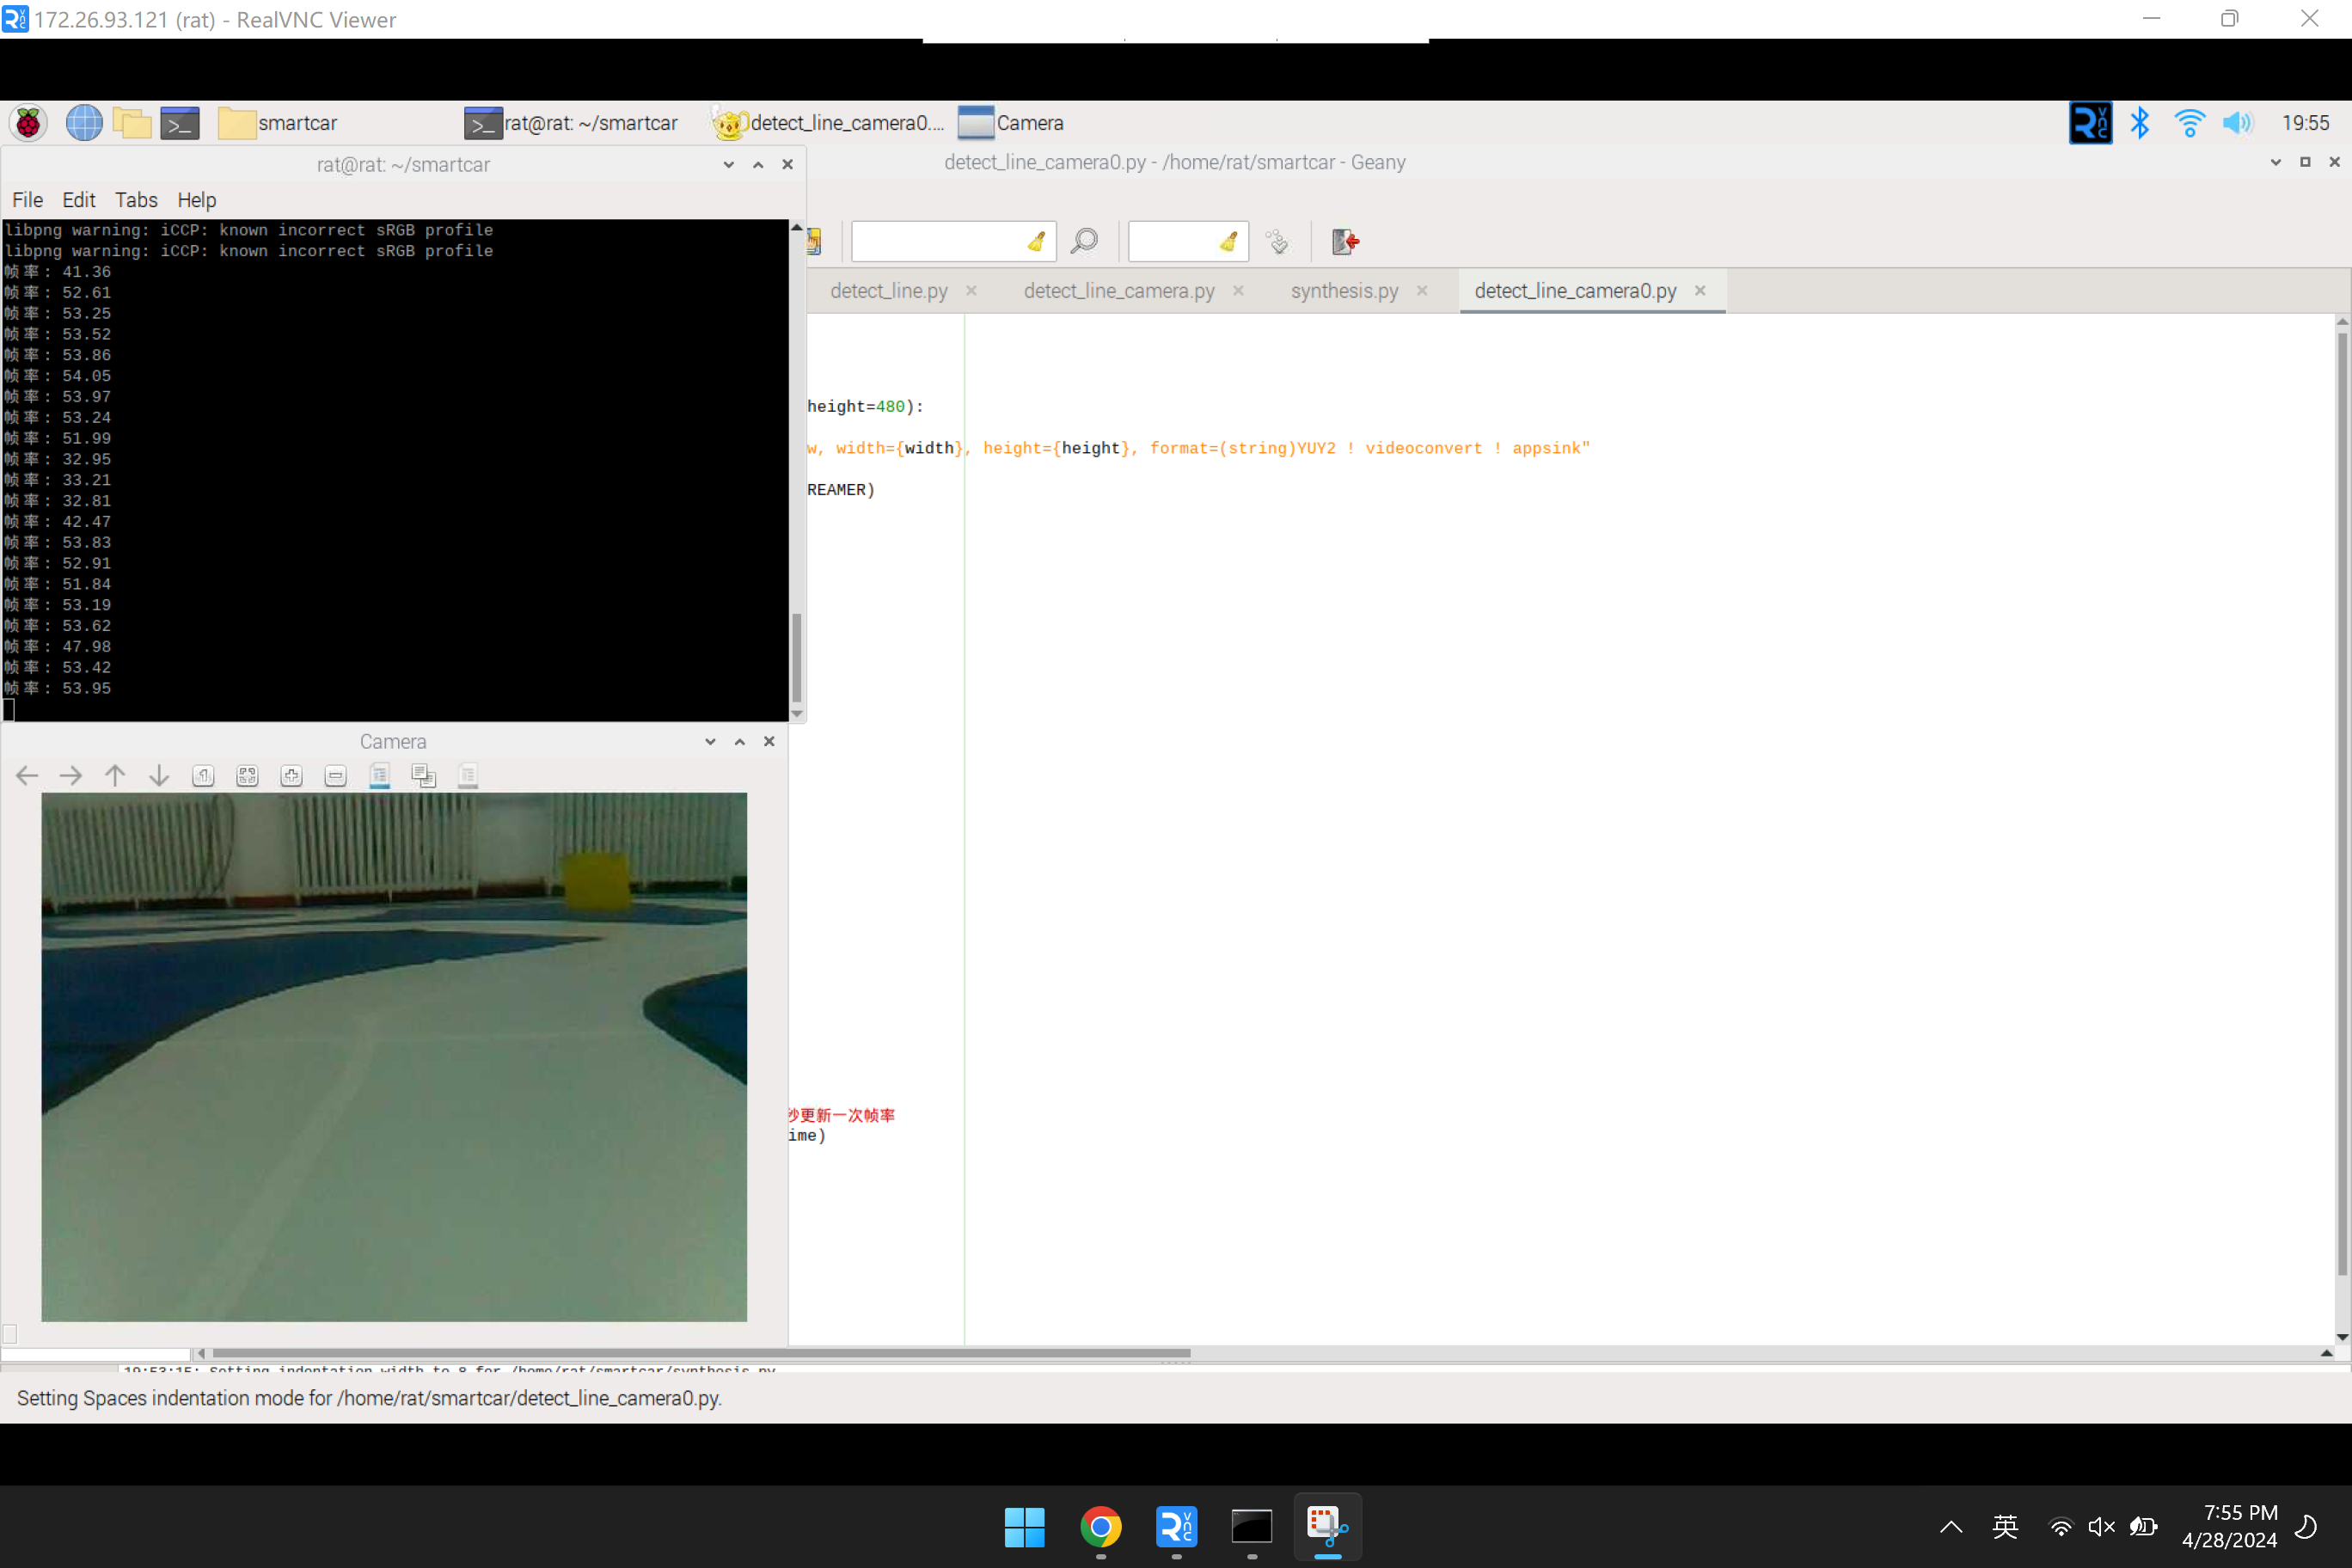 172.26.93.121 (rat) - RealVNC Viewer
smartcar
rat@rat: ~/smartcar
detect_line_camera0....
Camera
19:55
rat@rat: ~/smartcar
detect_line_camera0.py - /home/rat/smartcar - Geany
File Edit Tabs Help
libpng warning: iCCP: known incorrect sRGB profile
libpng warning: iCCP: known incorrect sRGB profile
帧率: 41.36
帧率: 52.61
帧率: 53.25
帧率: 53.52
帧率: 53.86
帧率: 54.05
帧率: 53.97
帧率: 53.24
帧率: 51.99
帧率: 32.95
帧率: 33.21
帧率: 32.81
帧率: 42.47
帧率: 53.83
帧率: 52.91
帧率: 51.84
帧率: 53.19
帧率: 53.62
帧率: 47.98
帧率: 53.42
帧率: 53.95
detect_line.py
detect_line_camera.py
synthesis.py
detect_line_camera0.py
height=480):
w, width={width}, height={height}, format=(string)YUY2 ! videoconvert ! appsink"
REAMER)
Camera
秒更新一次帧率
ime)
19:53:15: Setting indentation width to 8 for /home/rat/smartcar/synthesis.py.
Setting Spaces indentation mode for /home/rat/smartcar/detect_line_camera0.py.
英
7:55 PM
4/28/2024